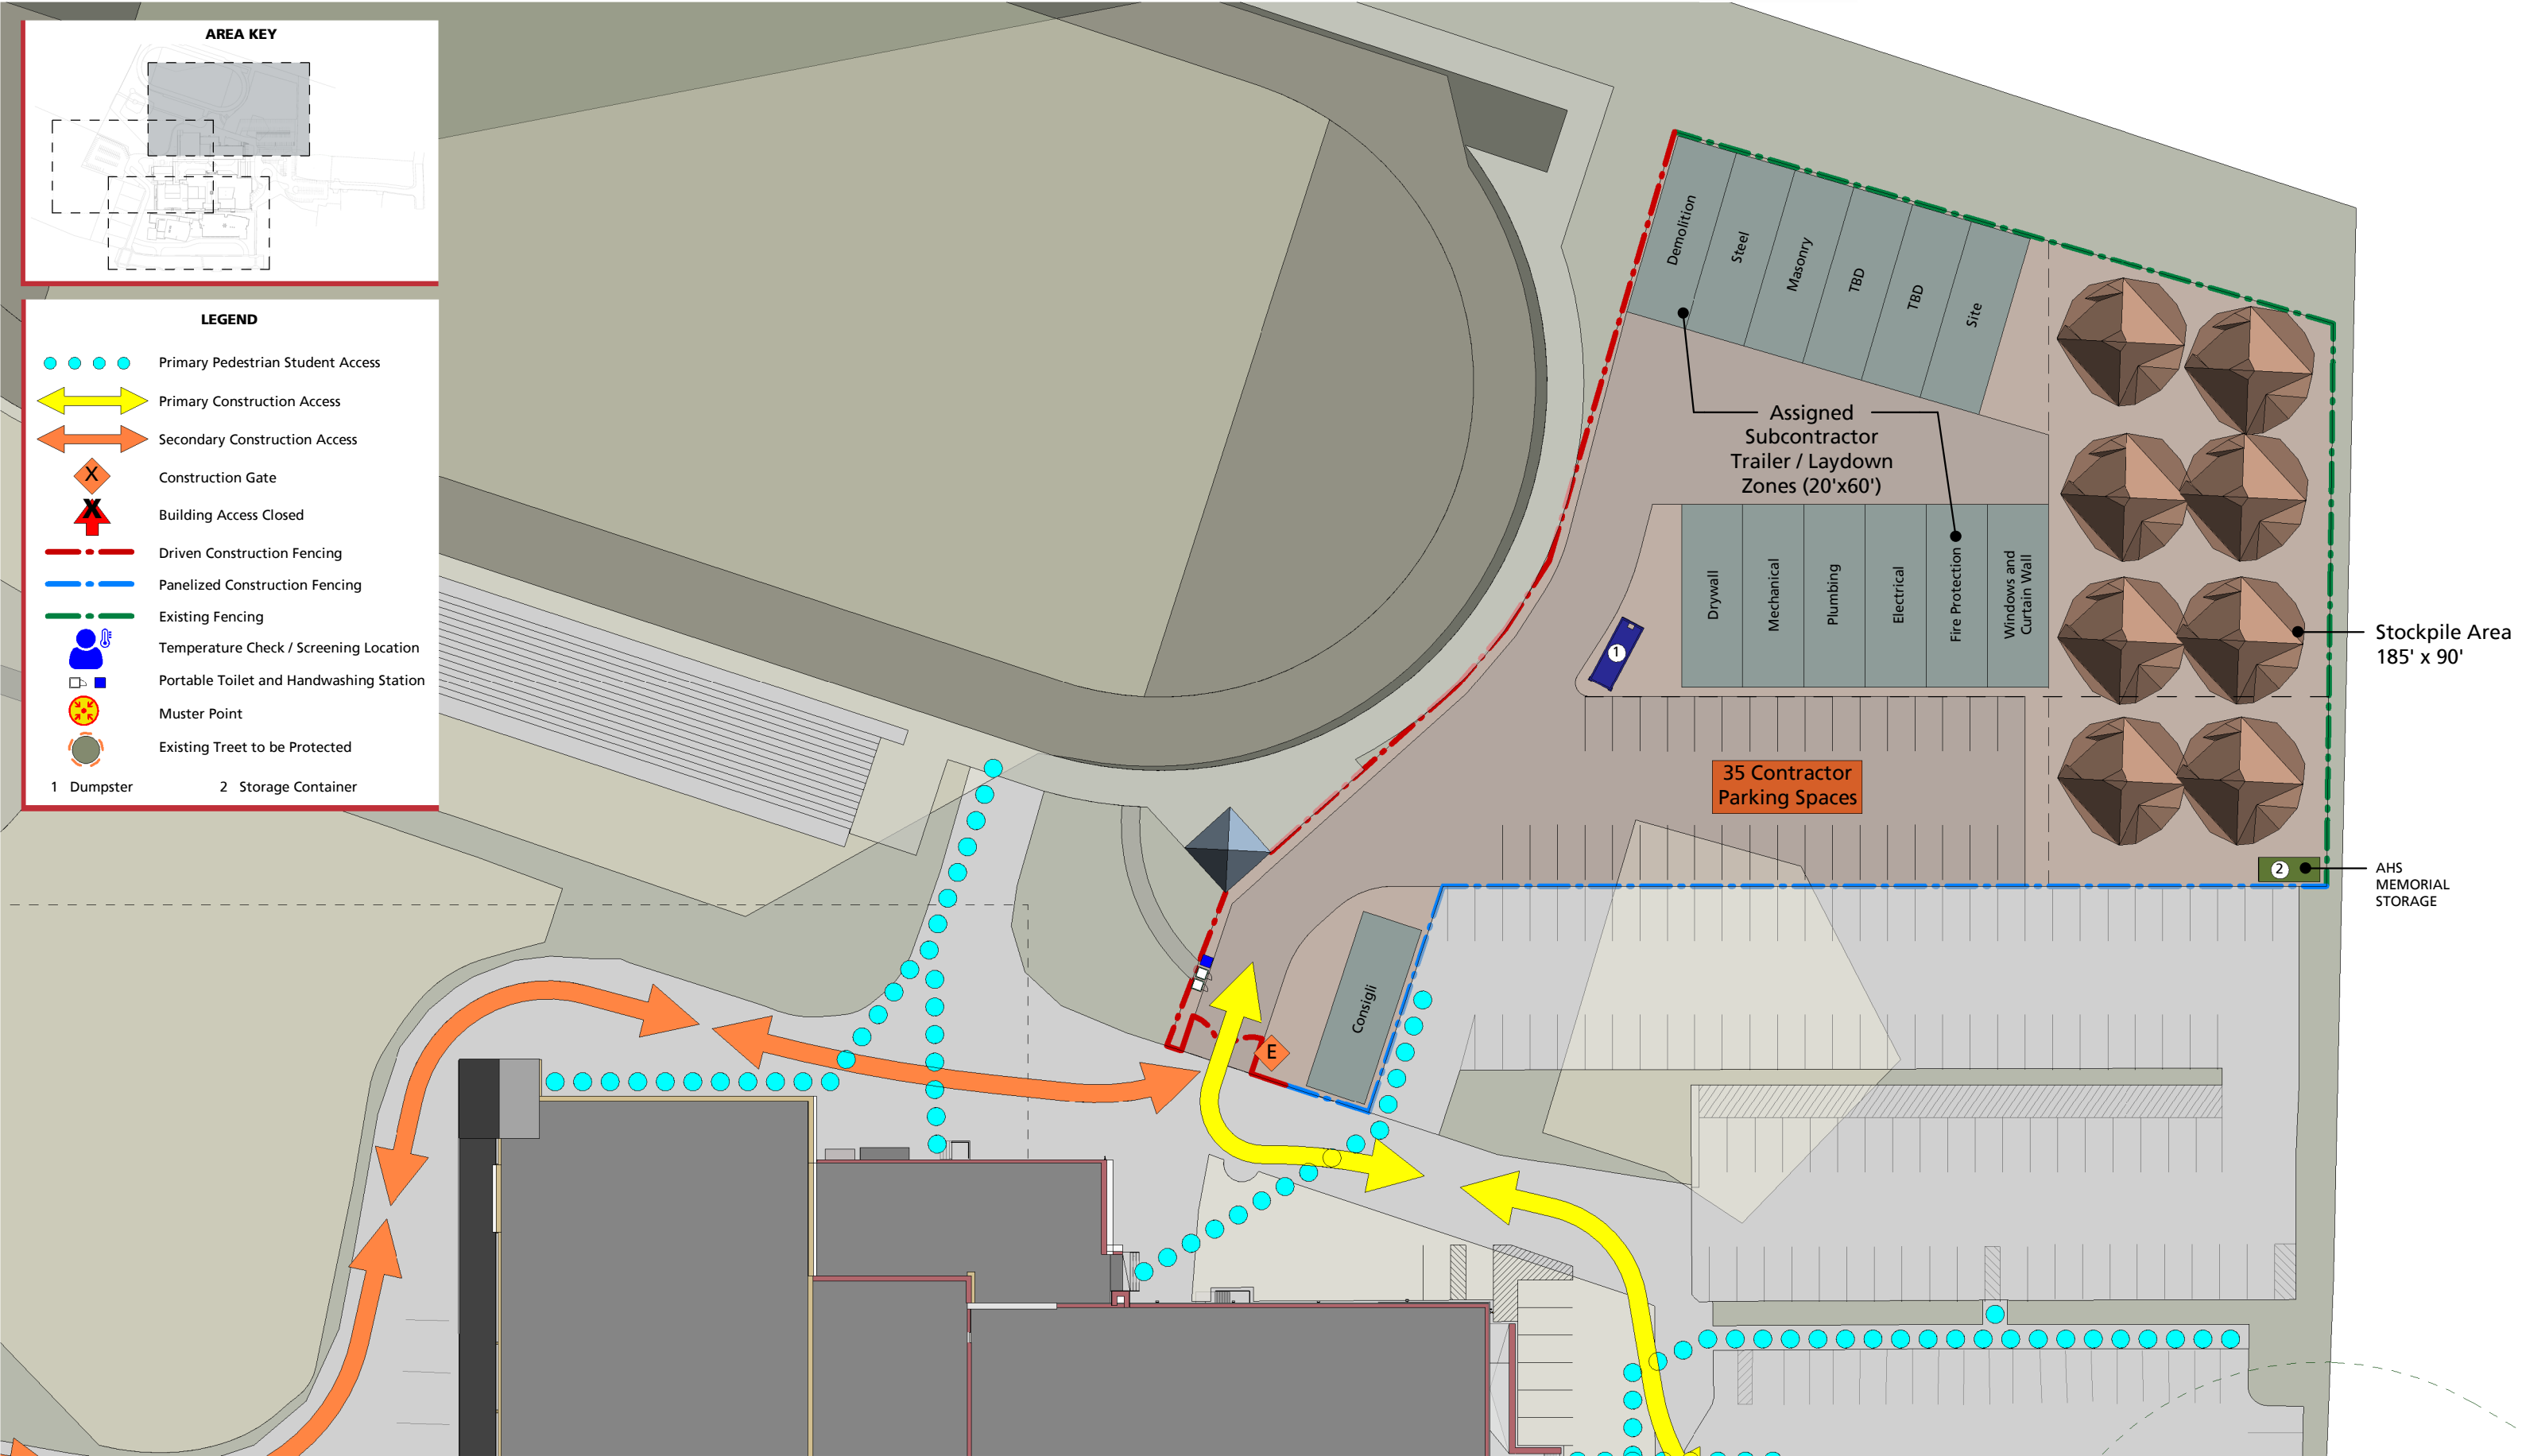 AREA KEY
LEGEND
Primary Pedestrian Student Access
Primary Construction Access
Secondary Construction Access
X
Construction Gate
X
Building Access Closed
Driven Construction Fencing
Panelized Construction Fencing
Existing Fencing
Temperature Check / Screening Location
Portable Toilet and Handwashing Station
Muster Point
Existing Treet to be Protected
1 Dumpster
2 Storage Container
Demolition
Steel
Masonry
TBD
TBD
Site
Assigned
Subcontractor
Trailer / Laydown
Zones (20'x60')
Drywall
Mechanical
Plumbing
Electrical
Fire Protection
Windows and
Curtain Wall
1
Stockpile Area
185' x 90'
35 Contractor
Parking Spaces
2
AHS
MEMORIAL
STORAGE
Consigli
E